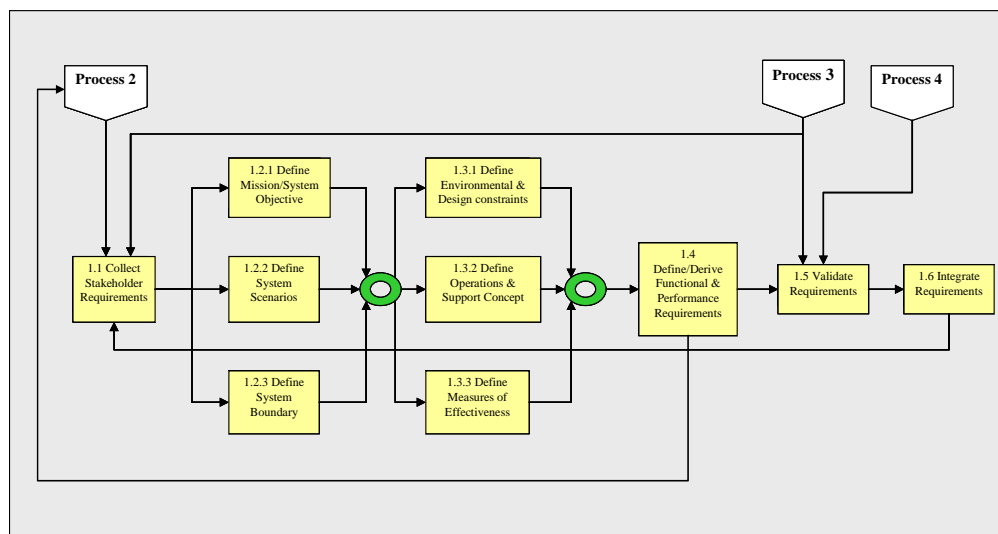 Process 2
Process 3
Process 4
1.2.1 Define
Mission/System
Objective
1.3.1 Define
Environmental &
Design constraints
1.1 Collect
Stakeholder
Requirements
1.2.2 Define
System
Scenarios
1.3.2 Define
Operations &
Support Concept
1.4
Define/Derive
Functional &
Performance
Requirements
1.5 Validate
Requirements
1.6 Integrate
Requirements
1.2.3 Define
System
Boundary
1.3.3 Define
Measures of
Effectiveness